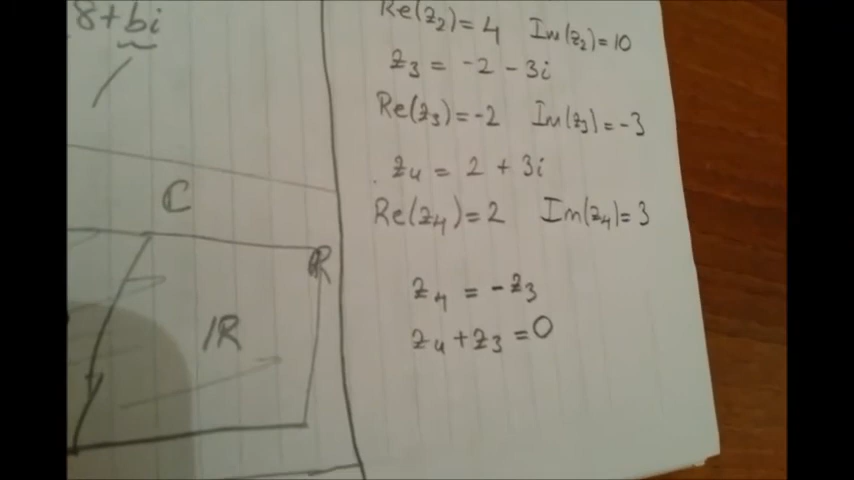 8+bi
C
R
IR
Re(z₂)=4 Im(z₂)=10
z₃ = -2 - 3i
Re(z₃)=-2 Im(z₃)=-3
z₄ = 2 + 3i
Re(z₄)=2 Im(z₄)=3
z₄ = -z₃
z₄+z₃=0